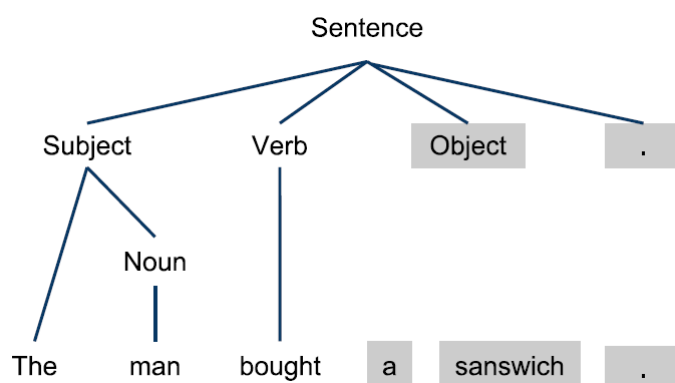 Sentence
Subject Verb Object .
Noun
The man bought a sanswich .